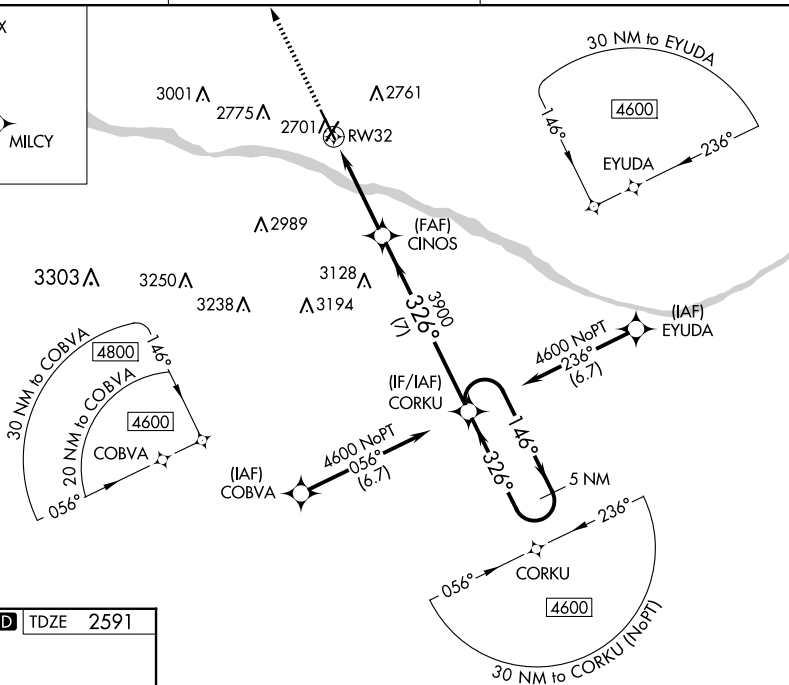 X
MILCY
3001
2775
2701
2761
RW32
30 NM to EYUDA
4600
146°
236°
EYUDA
2989
(FAF)
CINOS
3303
3250
3238
3128
3194
3900
326°
(7)
(IAF)
EYUDA
4600 NoPT
236°
(6.7)
(IF/IAF)
CORKU
30 NM to COBVA
4800
146°
20 NM to COBVA
4600
COBVA
056°
4600 NoPT
056°
(6.7)
(IAF)
COBVA
146°
326°
5 NM
236°
056°
CORKU
4600
30 NM to CORKU (NoPT)
D TDZE 2591